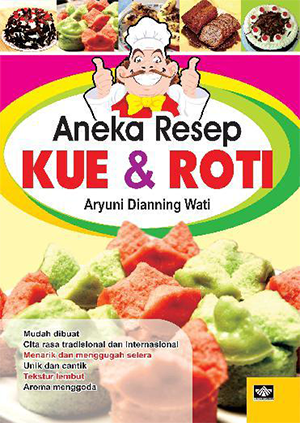 Aneka Resep
KUE & ROTI
Aryuni Dianning Wati
Mudah dibuat
Cita rasa tradisional dan Internasional
Menarik dan menggugah selera
Unik dan cantik
Tekstur lembut
Aroma menggoda